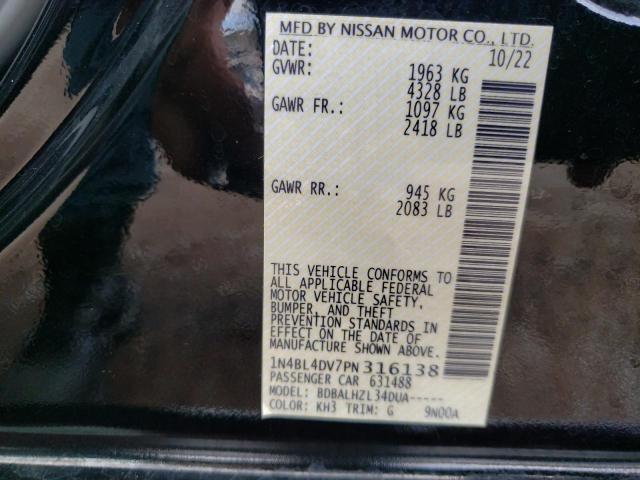 MFD BY NISSAN MOTOR CO., LTD.
DATE: 10/22
GVWR: 1963 KG
4328 LB
GAWR FR.: 1097 KG
2418 LB
GAWR RR.: 945 KG
2083 LB
THIS VEHICLE CONFORMS TO
ALL APPLICABLE FEDERAL
MOTOR VEHICLE SAFETY,
BUMPER, AND THEFT
PREVENTION STANDARDS IN
EFFECT ON THE DATE OF
MANUFACTURE SHOWN ABOVE.
1N4BL4DV7PN316138
PASSENGER CAR 631488
MODEL: BDBALHZL34DUA-----
COLOR: KH3 TRIM: G 9N00A